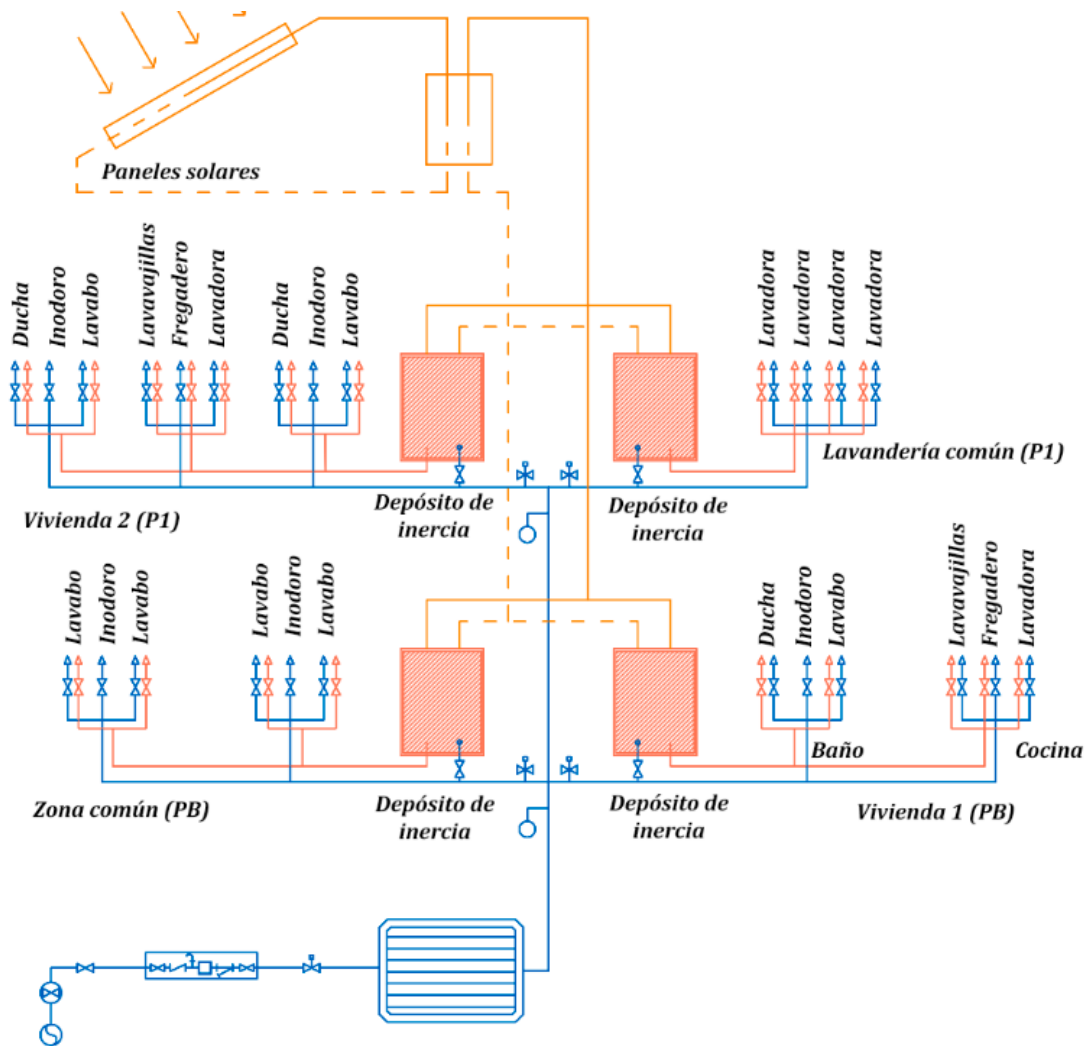 Paneles solares
Ducha
Inodoro
Lavabo
Lavavajillas
Fregadero
Lavadora
Ducha
Inodoro
Lavabo
Lavadora
Lavadora
Lavadora
Lavadora
Lavandería común (P1)
Vivienda 2 (P1)
Depósito de
inercia
Depósito de
inercia
Lavabo
Inodoro
Lavabo
Lavabo
Inodoro
Lavabo
Ducha
Inodoro
Lavabo
Lavavajillas
Fregadero
Lavadora
Baño
Cocina
Zona común (PB)
Depósito de
inercia
Depósito de
inercia
Vivienda 1 (PB)